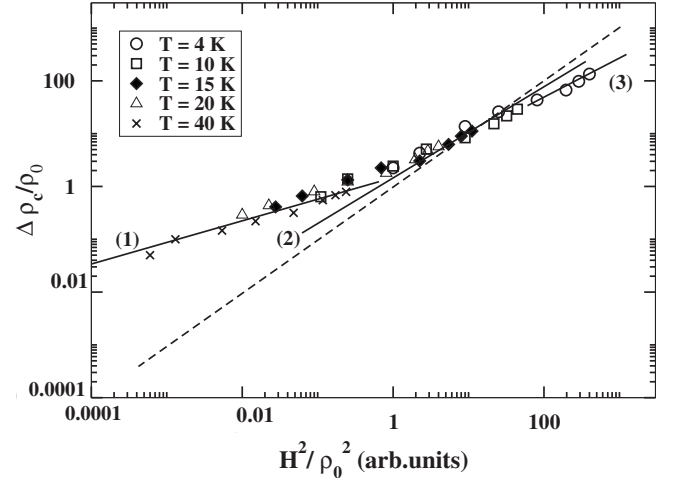 100
1
0.01
0.0001
Δ ρc/ρ0
T = 4 K
T = 10 K
T = 15 K
T = 20 K
T = 40 K
(1)
(2)
(3)
0.0001
0.01
1
100
H²/ρ0² (arb.units)